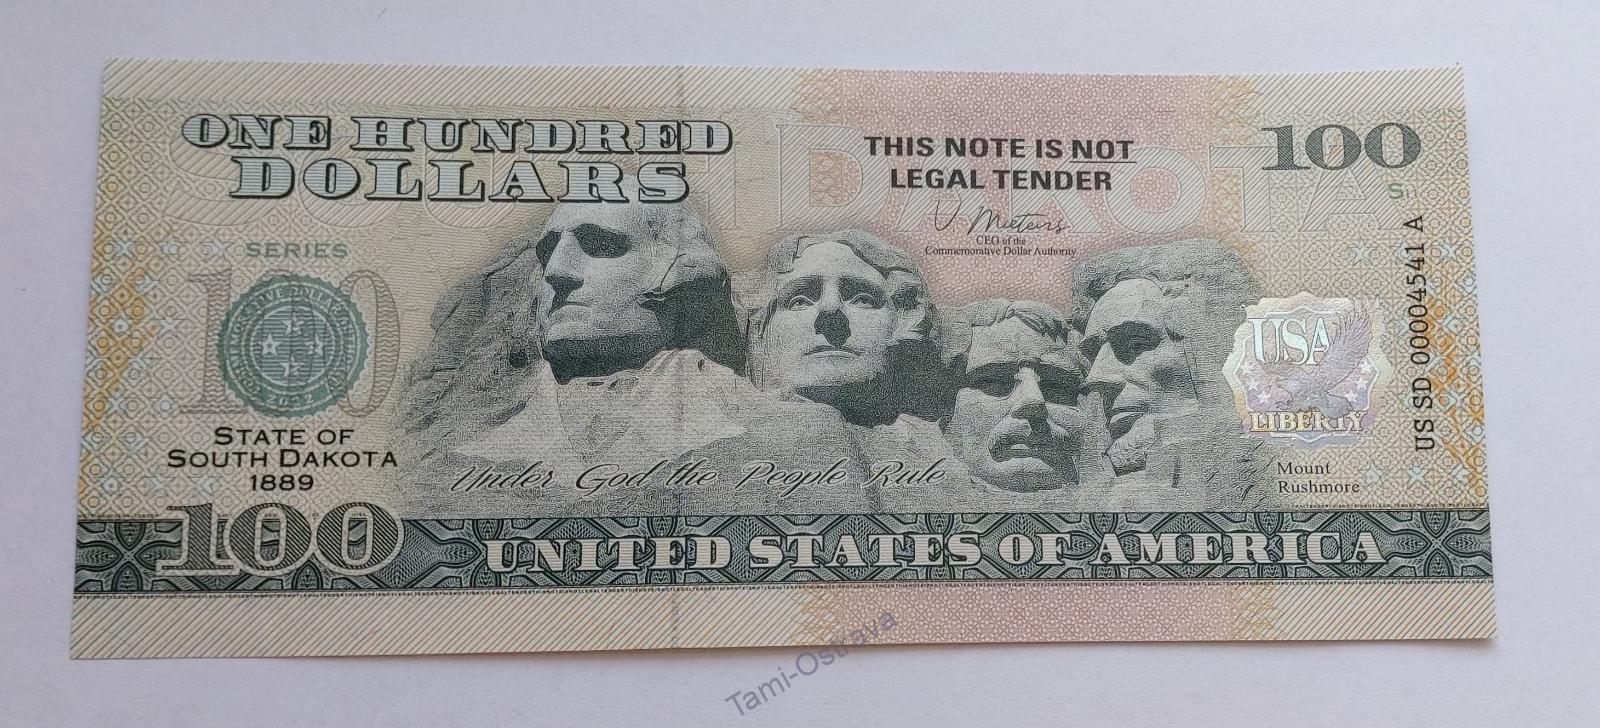 ONE HUNDRED
DOLLARS
SOUTH DAKOTA
THIS NOTE IS NOT
LEGAL TENDER
CEO of the
Commemorative Dollar Authority
100
S
SERIES
100
2022
STATE OF
SOUTH DAKOTA
1889
Under God the People Rule
USA
LIBERTY
US SD 0004541 A
Mount
Rushmore
100
UNITED STATES OF AMERICA
Tami-Ostrava